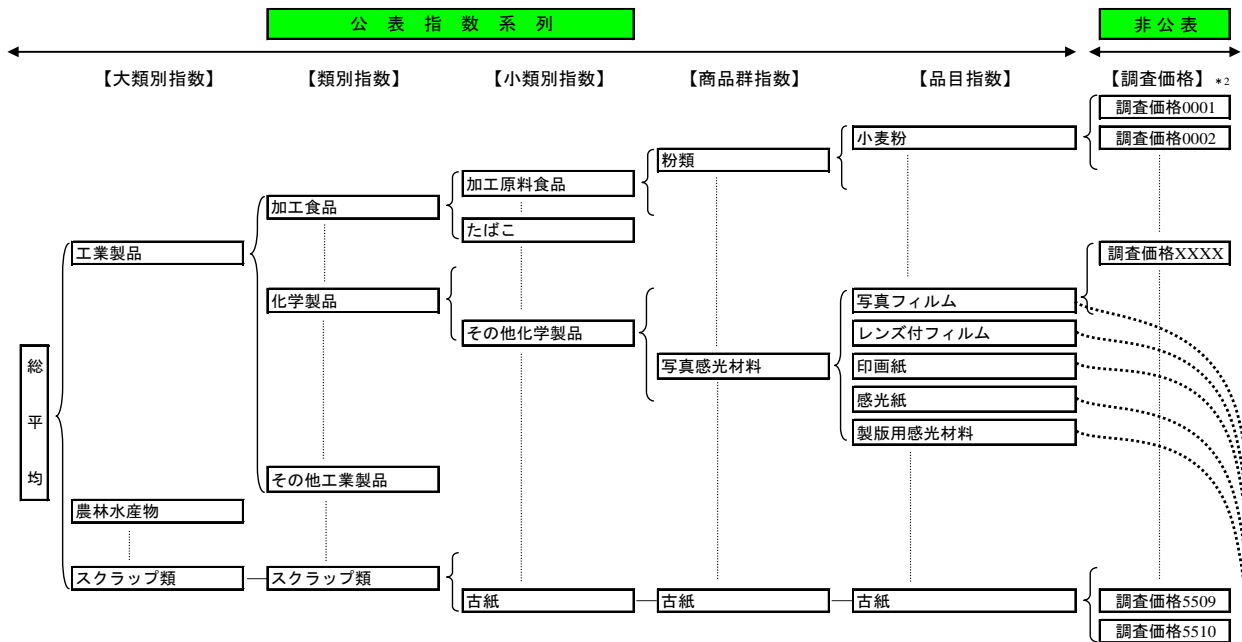 公表指数系列
非公表
【大類別指数】
【類別指数】
【小類別指数】
【商品群指数】
【品目指数】
【調査価格】*2
調査価格0001
小麦粉
調査価格0002
粉類
加工原料食品
加工食品
たばこ
工業製品
調査価格XXXX
化学製品
写真フィルム
その他化学製品
レンズ付フィルム
総平均
写真感光材料
印画紙
感光紙
製版用感光材料
その他工業製品
農林水産物
スクラップ類
スクラップ類
古紙
古紙
古紙
調査価格5509
調査価格5510